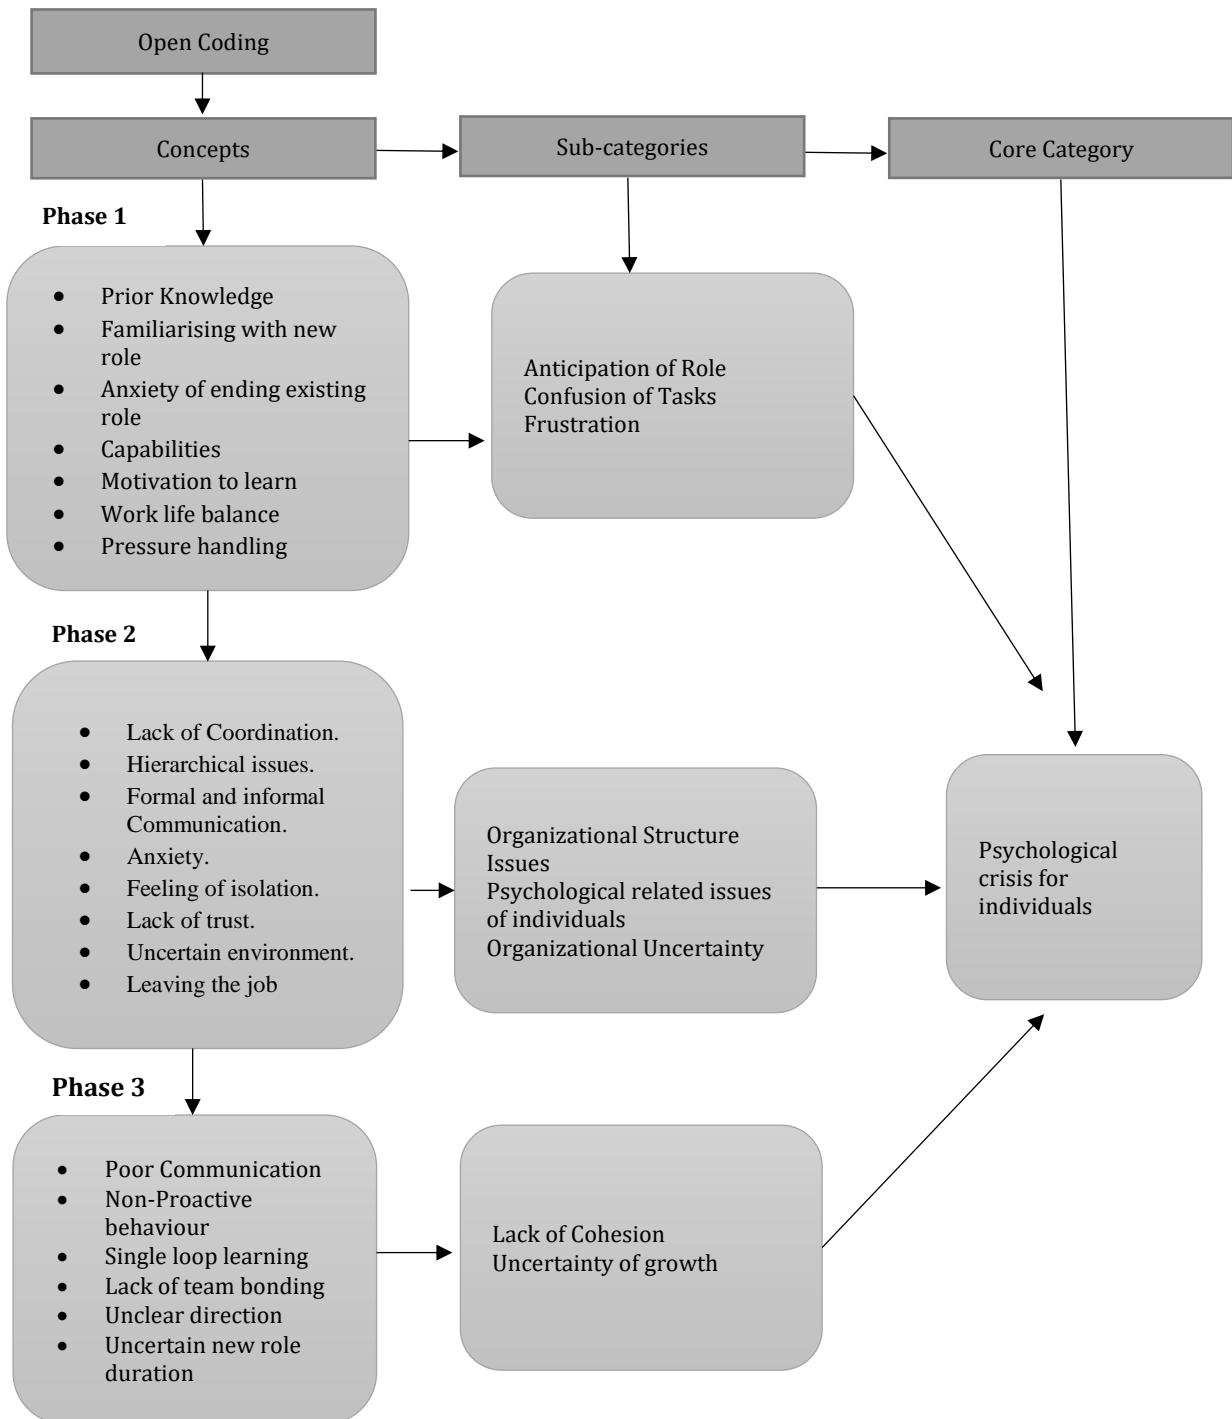 Open Coding
Concepts
Sub-categories
Core Category
Phase 1
• Prior Knowledge
• Familiarising with new
role
• Anxiety of ending existing
role
• Capabilities
• Motivation to learn
• Work life balance
• Pressure handling
Anticipation of Role
Confusion of Tasks
Frustration
Phase 2
• Lack of Coordination.
• Hierarchical issues.
• Formal and informal
Communication.
• Anxiety.
• Feeling of isolation.
• Lack of trust.
• Uncertain environment.
• Leaving the job
Organizational Structure
Issues
Psychological related issues
of individuals
Organizational Uncertainty
Psychological
crisis for
individuals
Phase 3
• Poor Communication
• Non-Proactive
behaviour
• Single loop learning
• Lack of team bonding
• Unclear direction
• Uncertain new role
duration
Lack of Cohesion
Uncertainty of growth